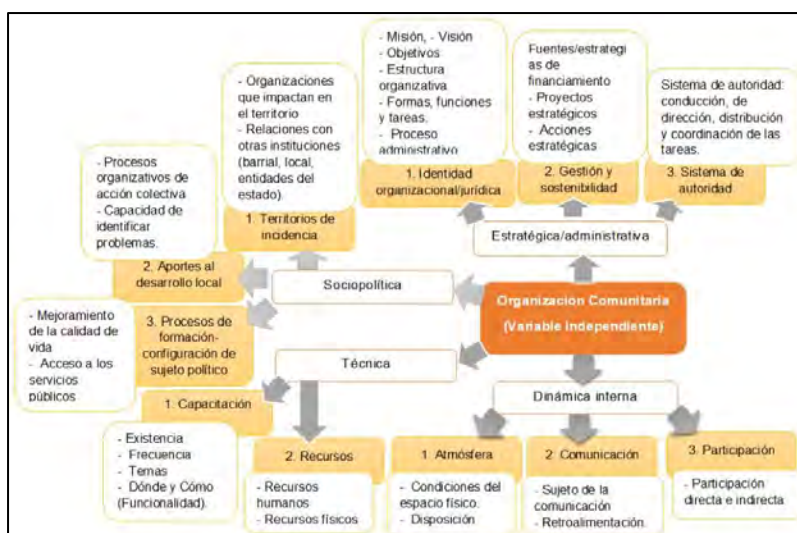 - Misión, - Visión
- Objetivos
- Estructura
organizativa
- Formas, funciones
y tareas.
- Proceso
administrativo
1. Identidad
organizacional/jurídica
Fuentes/estrategi
as de
financiamiento
- Proyectos
estratégicos
- Acciones
estratégicas
2. Gestión y
sostenibilidad
Sistema de autoridad:
conducción, de
dirección, distribución
y coordinación de las
tareas.
3. Sistema de
autoridad
Estratégica/administrativa
- Organizaciones
que impactan en
el territorio
- Relaciones con
otras instituciones
(barrial, local,
entidades del
estado).
1. Territorios de
incidencia
- Procesos
organizativos de
acción colectiva
- Capacidad de
identificar
problemas.
2. Aportes al
desarrollo local
Sociopolítica
- Mejoramiento
de la calidad de
vida
- Acceso a los
servicios
públicos
3. Procesos de
formación-
configuración de
sujeto político
Organización Comunitaria
(Variable Independiente)
Técnica
1. Capacitación
- Existencia
- Frecuencia
- Temas
- Dónde y Cómo
(Funcionalidad).
2. Recursos
- Recursos
humanos
- Recursos físicos
Dinámica interna
1. Atmósfera
- Condiciones del
espacio físico.
- Disposición
2. Comunicación
- Sujeto de la
comunicación
- Retroalimentación.
3. Participación
- Participación
directa e indirecta